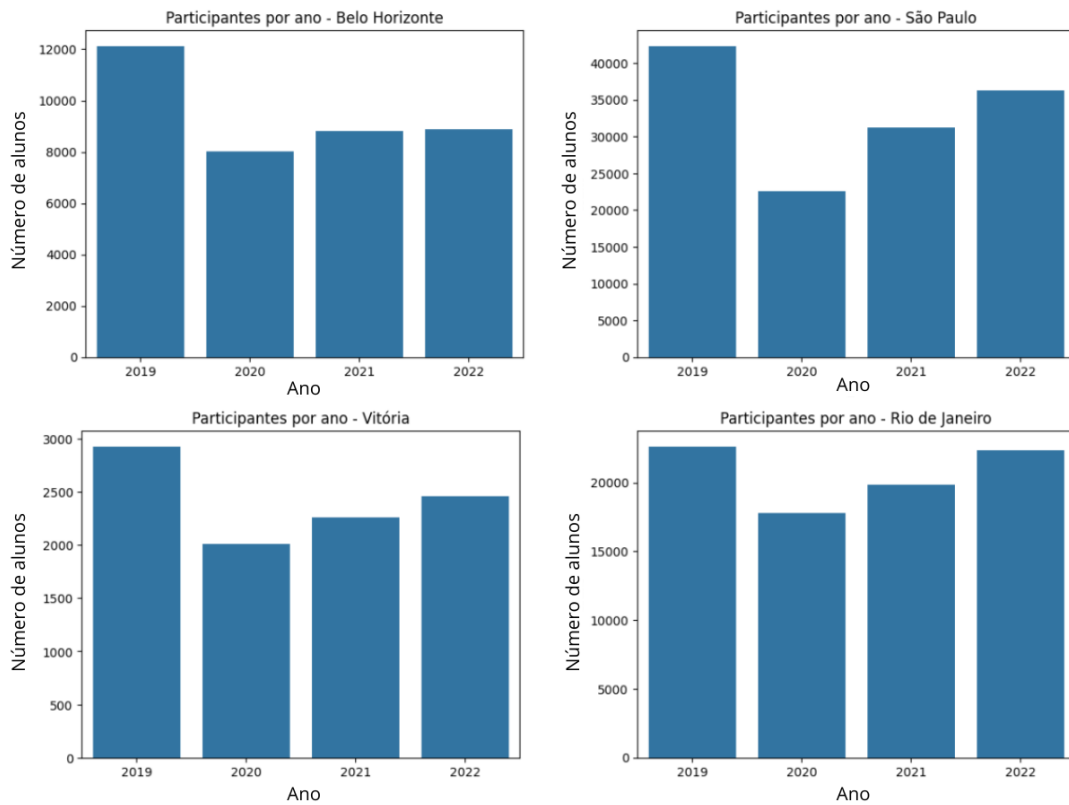 Participantes por ano - Belo Horizonte
Número de alunos
12000
10000
8000
6000
4000
2000
0
2019 2020 2021 2022
Ano
Participantes por ano - São Paulo
Número de alunos
40000
35000
30000
25000
20000
15000
10000
5000
0
2019 2020 2021 2022
Ano
Participantes por ano - Vitória
Número de alunos
3000
2500
2000
1500
1000
500
0
2019 2020 2021 2022
Ano
Participantes por ano - Rio de Janeiro
Número de alunos
20000
15000
10000
5000
0
2019 2020 2021 2022
Ano